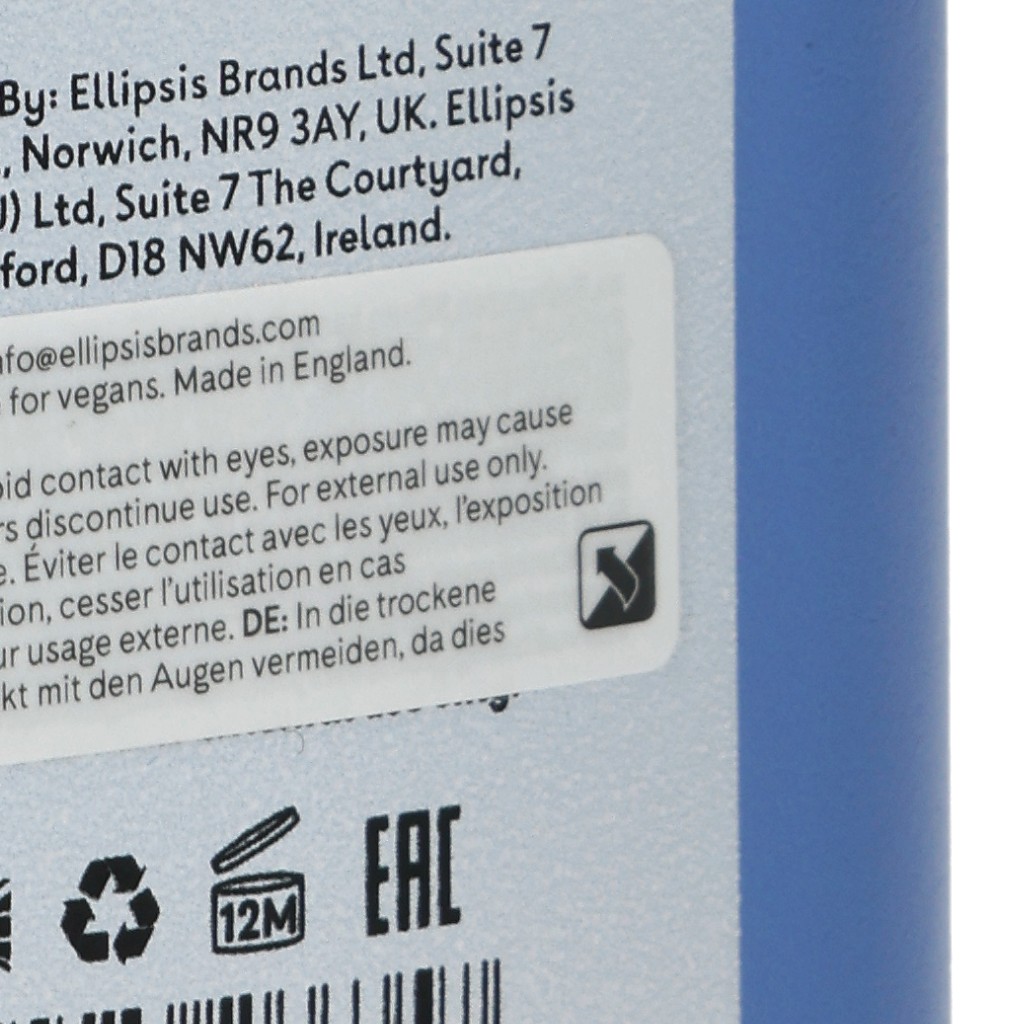 By: Ellipsis Brands Ltd, Suite 7
, Norwich, NR9 3AY, UK. Ellipsis
) Ltd, Suite 7 The Courtyard,
ford, D18 NW62, Ireland.
nfo@ellipsisbrands.com
for vegans. Made in England.
oid contact with eyes, exposure may cause
rs discontinue use. For external use only.
e. Éviter le contact avec les yeux, l'exposition
ion, cesser l'utilisation en cas
ur usage externe. DE: In die trockene
kt mit den Augen vermeiden, da dies
12M
EAC